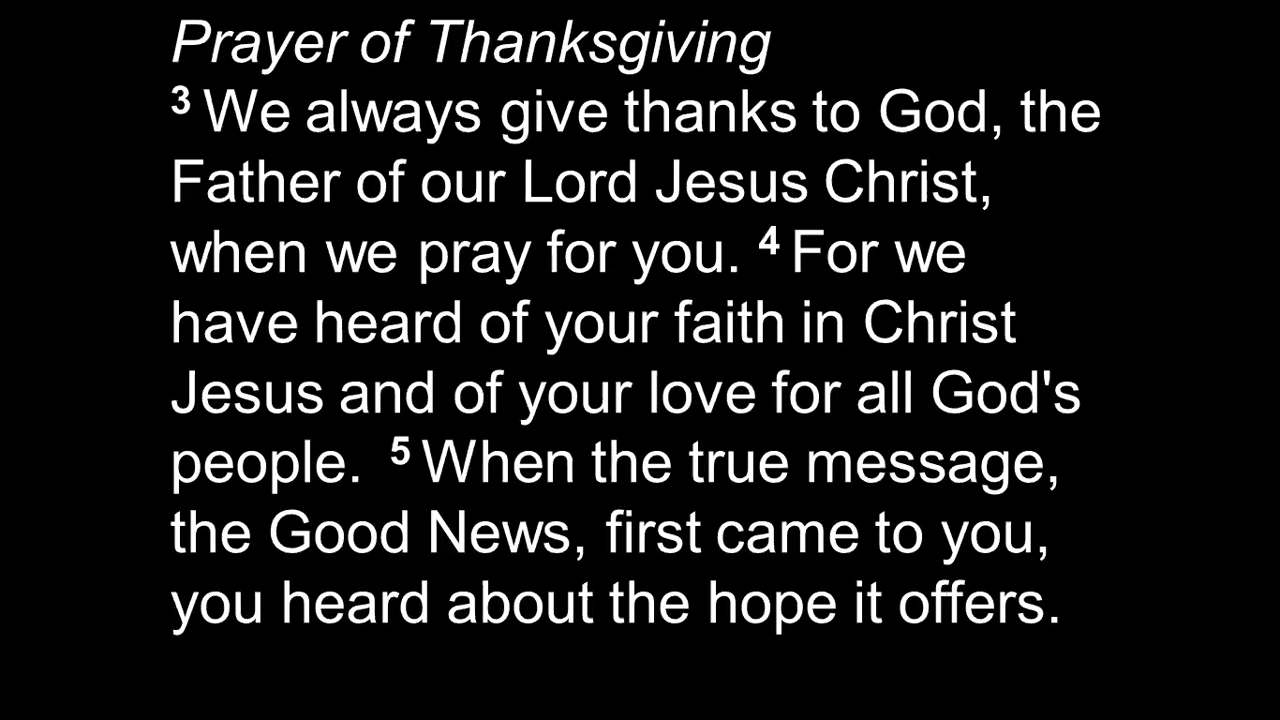 Prayer of Thanksgiving
3 We always give thanks to God, the
Father of our Lord Jesus Christ,
when we pray for you. 4 For we
have heard of your faith in Christ
Jesus and of your love for all God's
people. 5 When the true message,
the Good News, first came to you,
you heard about the hope it offers.